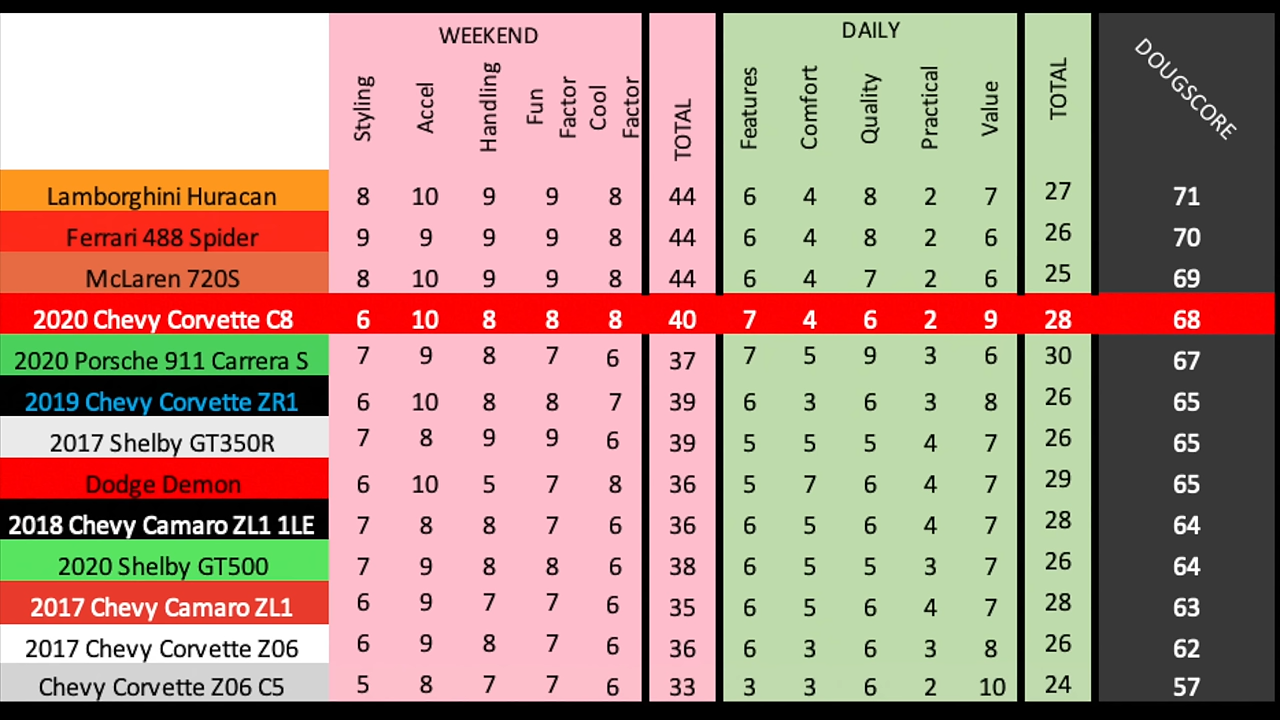 WEEKEND DAILY
Styling Accel Handling Fun Factor Cool Factor TOTAL Features Comfort Quality Practical Value TOTAL DOUGSCORE
Lamborghini Huracan 8 10 9 9 8 44 6 4 8 2 7 27 71
Ferrari 488 Spider 9 9 9 9 8 44 6 4 8 2 6 26 70
McLaren 720S 8 10 9 9 8 44 6 4 7 2 6 25 69
2020 Chevy Corvette C8 6 10 8 8 8 40 7 4 6 2 9 28 68
2020 Porsche 911 Carrera S 7 9 8 7 6 37 7 5 9 3 6 30 67
2019 Chevy Corvette ZR1 6 10 8 8 7 39 6 3 6 3 8 26 65
2017 Shelby GT350R 7 8 9 9 6 39 5 5 5 4 7 26 65
Dodge Demon 6 10 5 7 8 36 5 7 6 4 7 29 65
2018 Chevy Camaro ZL1 1LE 7 8 8 7 6 36 6 5 6 4 7 28 64
2020 Shelby GT500 7 9 8 8 6 38 6 5 5 3 7 26 64
2017 Chevy Camaro ZL1 6 9 7 7 6 35 6 5 6 4 7 28 63
2017 Chevy Corvette Z06 6 9 8 7 6 36 6 3 6 3 8 26 62
Chevy Corvette Z06 C5 5 8 7 7 6 33 3 3 6 2 10 24 57